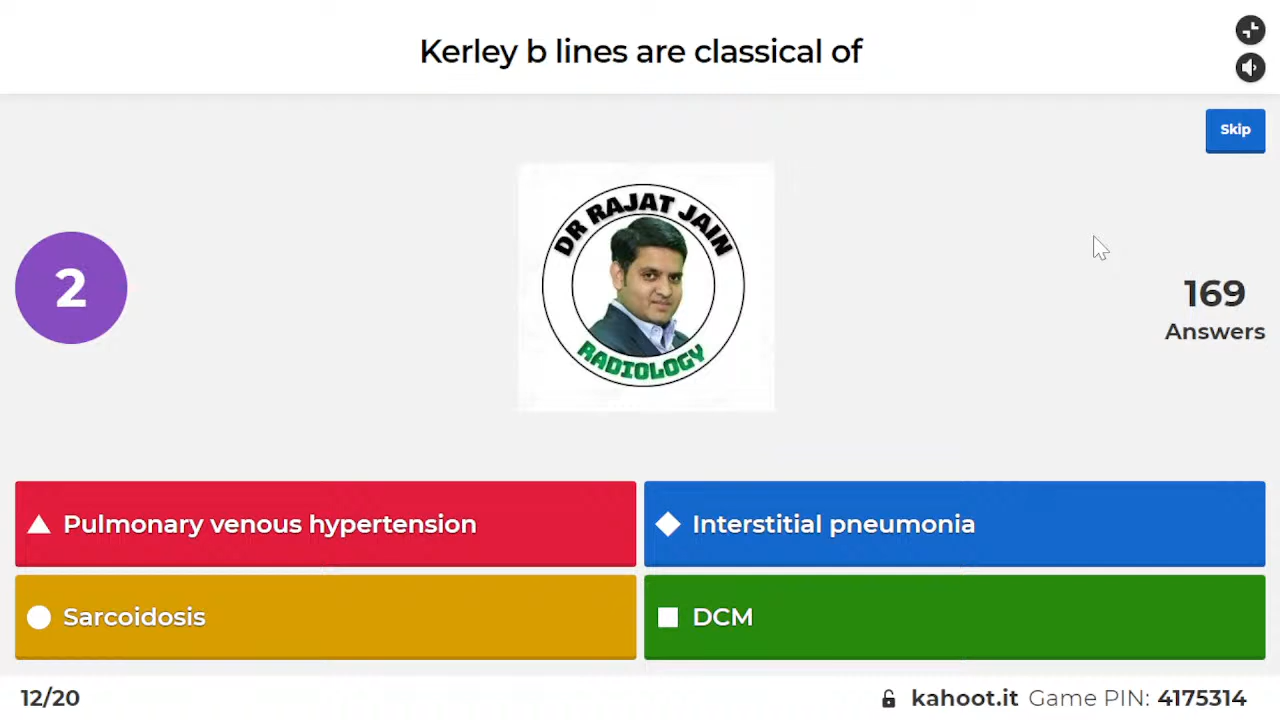 Kerley b lines are classical of
Skip
DR RAJAT JAIN
RADIOLOGY
2
169
Answers
Pulmonary venous hypertension
Interstitial pneumonia
Sarcoidosis
DCM
12/20
kahoot.it Game PIN: 4175314